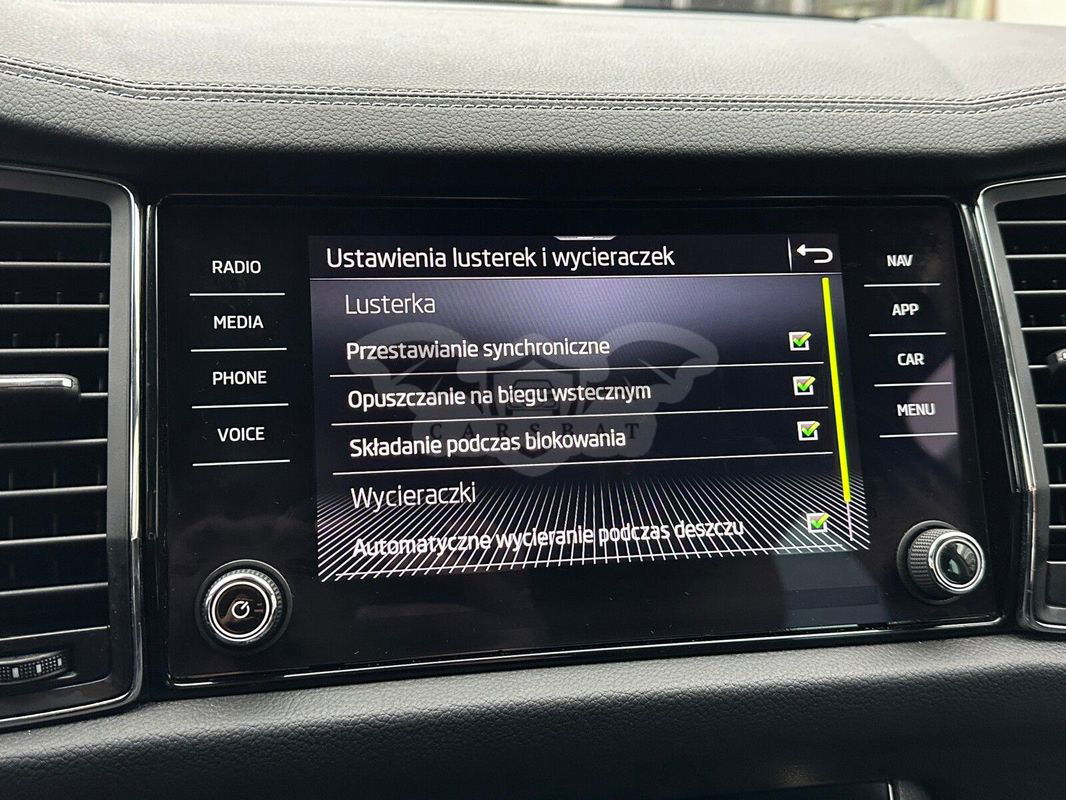 RADIO
MEDIA
PHONE
VOICE
Ustawienia lusterek i wycieraczek
Lusterka
Przestawianie synchroniczne
Opuszczanie na biegu wstecznym
Składanie podczas blokowania
Wycieraczki
Automatyczne wycieranie podczas deszczu
CARSBAT
NAV
APP
CAR
MENU